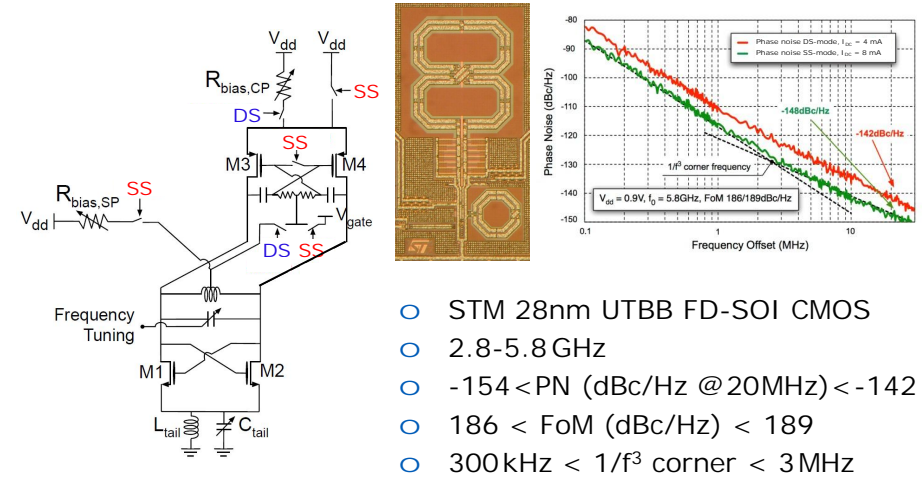 Vdd Vdd
Rbias,CP
SS
DS
SS
M3 M4
Rbias,SP
SS
Vdd
Vgate
DS SS
Frequency
Tuning
M1 M2
Ltail Ctail
ST
-80
-90
-100
-110
-120
-130
-140
-150
Phase Noise (dBc/Hz)
Phase noise DS-mode, IDC = 4 mA
Phase noise SS-mode, IDC = 8 mA
-148dBc/Hz
-142dBc/Hz
1/f³ corner frequency
Vdd = 0.9V, f0 = 5.8GHz, FoM 186/189dBc/Hz
0.1 1 10
Frequency Offset (MHz)
o STM 28nm UTBB FD-SOI CMOS
o 2.8-5.8GHz
o -154<PN (dBc/Hz @20MHz)<-142
o 186 < FoM (dBc/Hz) < 189
o 300kHz < 1/f³ corner < 3MHz